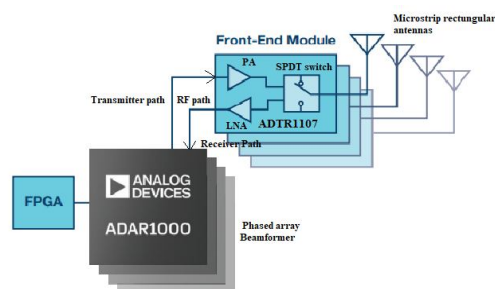 Microstrip rectungular
antennas
Front-End Module
PA
SPDT switch
Transmitter path
RF path
LNA
ADTR1107
Receiver Path
ANALOG
DEVICES
ADAR1000
FPGA
Phased array
Beamformer